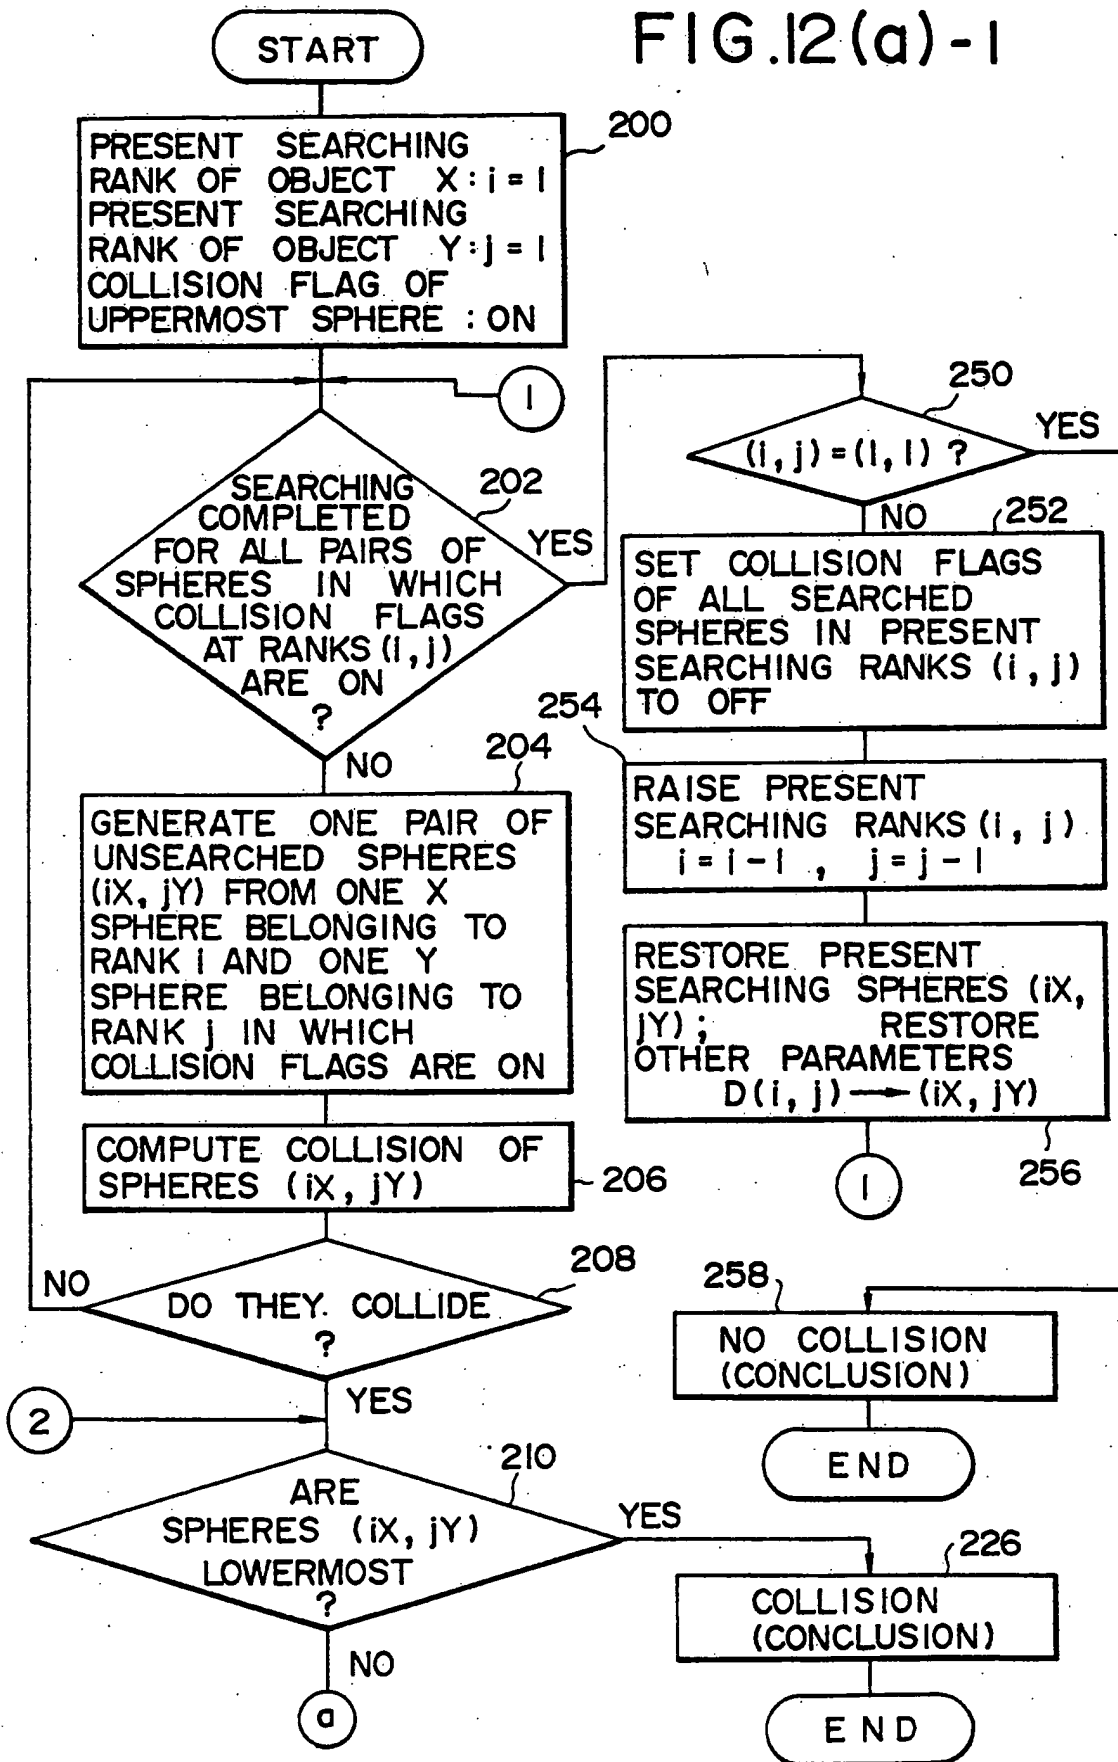 FIG.12(a)-1
START
200
PRESENT SEARCHING
RANK OF OBJECT X:i=1
PRESENT SEARCHING
RANK OF OBJECT Y:j=1
COLLISION FLAG OF
UPPERMOST SPHERE : ON
1
202
SEARCHING
COMPLETED
FOR ALL PAIRS OF
SPHERES IN WHICH
COLLISION FLAGS
AT RANKS (i,j)
ARE ON
?
YES
NO
204
GENERATE ONE PAIR OF
UNSEARCHED SPHERES
(iX, jY) FROM ONE X
SPHERE BELONGING TO
RANK i AND ONE Y
SPHERE BELONGING TO
RANK j IN WHICH
COLLISION FLAGS ARE ON
COMPUTE COLLISION OF
SPHERES (iX, jY)
206
208
NO
DO THEY. COLLIDE
?
YES
2
210
ARE
SPHERES (iX, jY)
LOWERMOST
?
YES
NO
a
250
(i,j)=(1,1) ?
YES
NO
252
SET COLLISION FLAGS
OF ALL SEARCHED
SPHERES IN PRESENT
SEARCHING RANKS (i,j)
TO OFF
254
RAISE PRESENT
SEARCHING RANKS (i,j)
i=i-1 , j=j-1
RESTORE PRESENT
SEARCHING SPHERES (iX,
jY); RESTORE
OTHER PARAMETERS
D(i,j)→(iX, jY)
256
1
258
NO COLLISION
(CONCLUSION)
END
226
COLLISION
(CONCLUSION)
END